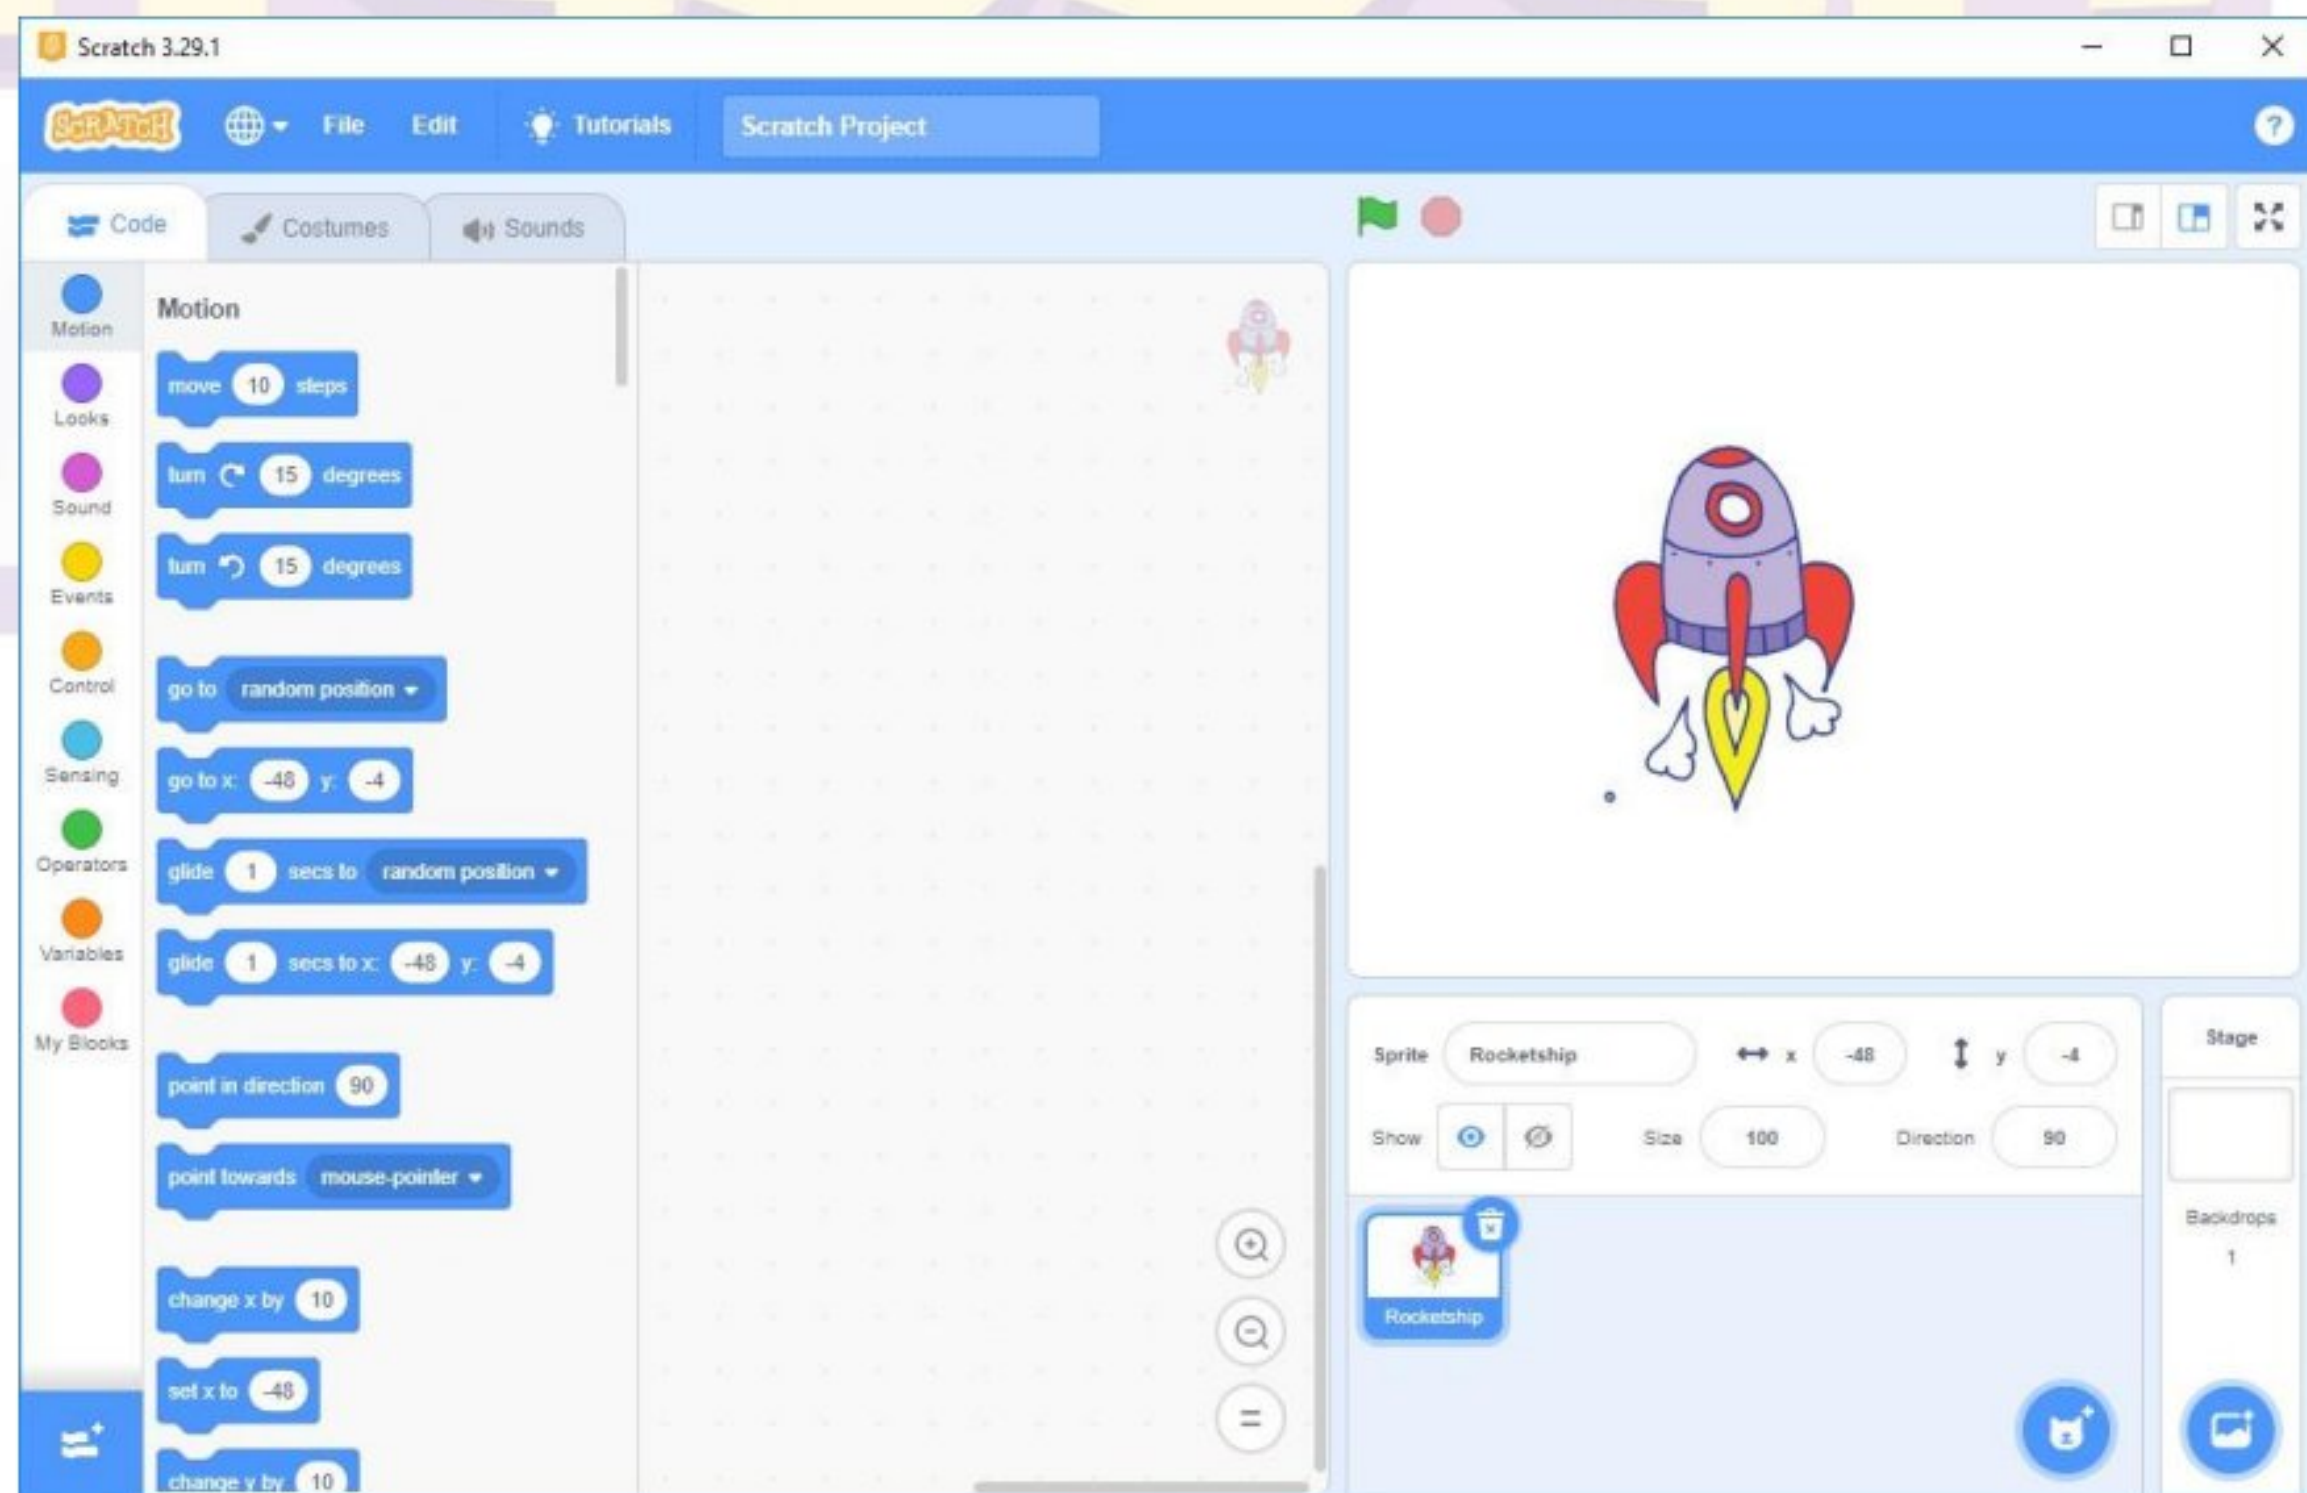 Scratch 3.29.1
SCRATCH File Edit Tutorials Scratch Project ?
Code Costumes Sounds
Motion
Looks
Sound
Events
Control
Sensing
Operators
Variables
My Blocks
Motion
move 10 steps
turn 15 degrees
turn 15 degrees
go to random position
go to x: -48 y: -4
glide 1 secs to random position
glide 1 secs to x: -48 y: -4
point in direction 90
point towards mouse-pointer
change x by 10
set x to -48
change y by 10
Sprite Rocketship x -48 y -4
Show Size 100 Direction 90
Rocketship
Stage
Backdrops
1